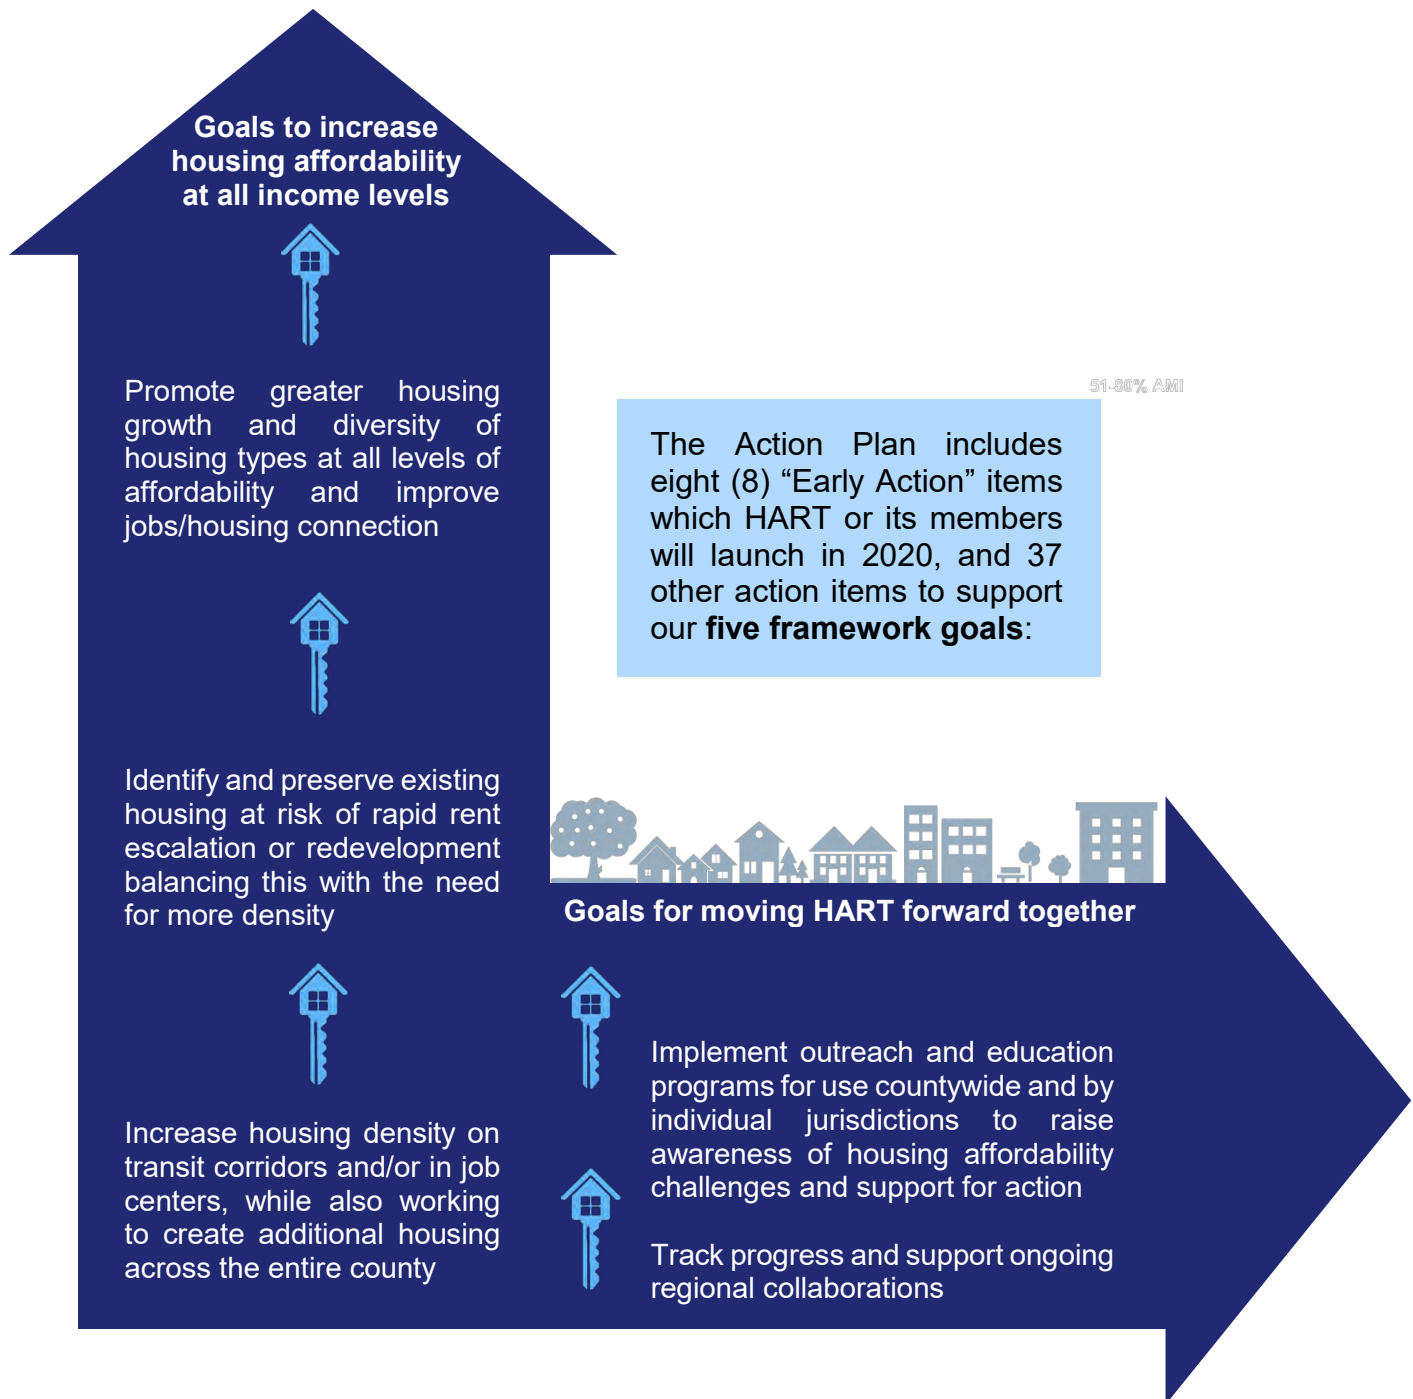 Goals to increase
housing affordability
at all income levels
Promote greater housing
growth and diversity of
housing types at all levels of
affordability and improve
jobs/housing connection
Identify and preserve existing
housing at risk of rapid rent
escalation or redevelopment
balancing this with the need
for more density
Increase housing density on
transit corridors and/or in job
centers, while also working
to create additional housing
across the entire county
51-80% AMI
The Action Plan includes
eight (8) “Early Action” items
which HART or its members
will launch in 2020, and 37
other action items to support
our five framework goals:
Goals for moving HART forward together
Implement outreach and education
programs for use countywide and by
individual jurisdictions to raise
awareness of housing affordability
challenges and support for action
Track progress and support ongoing
regional collaborations